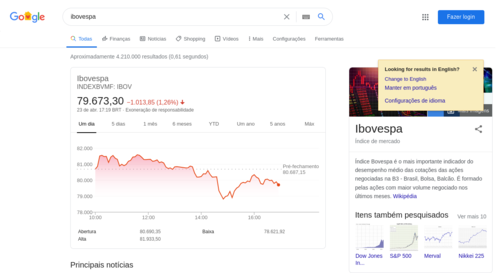 Google
ibovespa
Fazer login
Todas
Finanças
Notícias
Shopping
Vídeos
Mais
Configurações
Ferramentas
Aproximadamente 4.210.000 resultados (0,61 segundos)
Ibovespa
INDEXBVMF: IBOV
79.673,30 −1.013,85 (1,26%)
23 de abr. 17:19 BRT · Exoneração de responsabilidade
Um dia
5 dias
1 mês
6 meses
YTD
Um ano
5 anos
Máx
82.000
81.000
80.000
79.000
78.000
Pré-fechamento
80.687,15
10:00
12:00
14:00
16:00
Abertura 80.690,35 Baixa 78.621,92
Alta 81.933,50
Principais notícias
Looking for results in English?
Change to English
Manter em português
Configurações de idioma
Ibovespa
Índice de mercado
Índice Bovespa é o mais importante indicador do
desempenho médio das cotações das ações
negociadas na B3 - Brasil, Bolsa, Balcão. É formado
pelas ações com maior volume negociado nos
últimos meses. Wikipédia
Itens também pesquisados
Ver mais 10
Dow Jones
In...
S&P 500
Merval
Nikkei 225